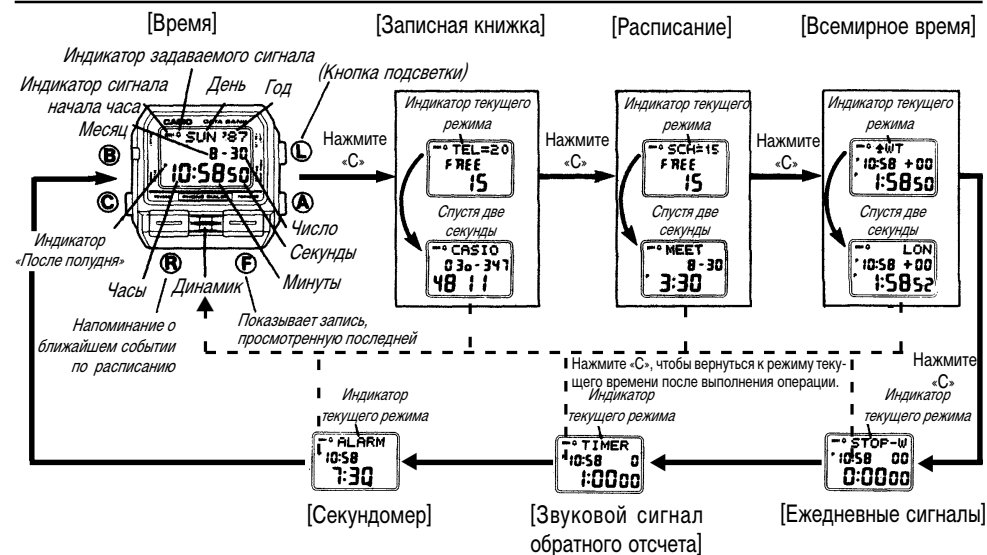 [Время]
[Записная книжка]
[Расписание]
[Всемирное время]
Индикатор задаваемого сигнала
Индикатор сигнала
начала часа
День
Год
(Кнопка подсветки)
Месяц
CASIO DATA BANK
SUN '87
8-30
10:58 50
B
C
L
A
R
F
Индикатор
«После полудня»
Часы
Динамик
Число
Секунды
Минуты
Напоминание о
ближайшем событии
по расписанию
Показывает запись,
просмотренную последней
Нажмите
«C»
Индикатор текущего
режима
TEL=20
FREE
15
Спустя две
секунды
CASIO
03o-347
48 11
Нажмите
«C»
Индикатор текущего
режима
SCH=15
FREE
15
Спустя две
секунды
MEET
8-30
3:30
Нажмите
«C»
Индикатор текущего
режима
WT
10:58 +00
1:58 50
Спустя две
секунды
LON
10:58 +00
1:58 52
Нажмите
«C»
Нажмите «C», чтобы вернуться к режиму теку-
щего времени после выполнения операции.
Индикатор
текущего режима
ALARM
10:58
7:30
[Секундомер]
Индикатор
текущего режима
TIMER
10:58 0
1:00 00
[Звуковой сигнал
обратного отсчета]
Индикатор
текущего режима
STOP-W
10:58 00
0:00 00
[Ежедневные сигналы]